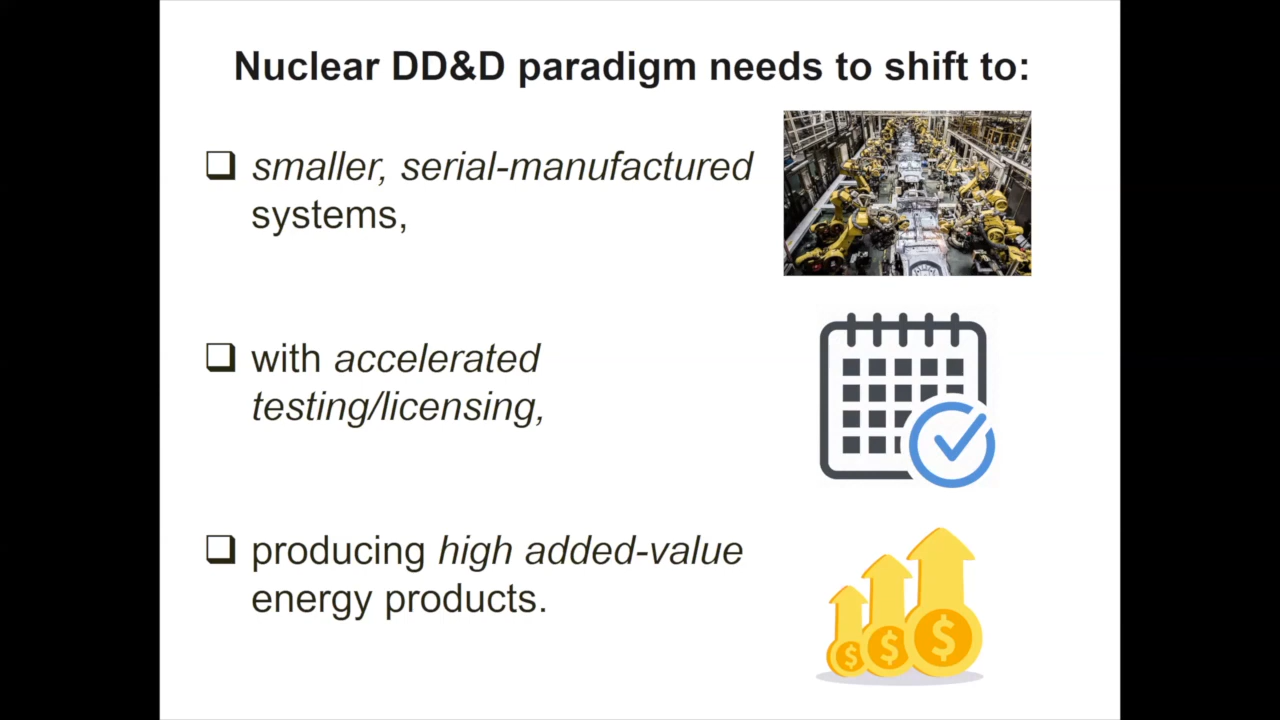 Nuclear DD&D paradigm needs to shift to:
smaller, serial-manufactured
systems,
with accelerated
testing/licensing,
producing high added-value
energy products.
$ $ $